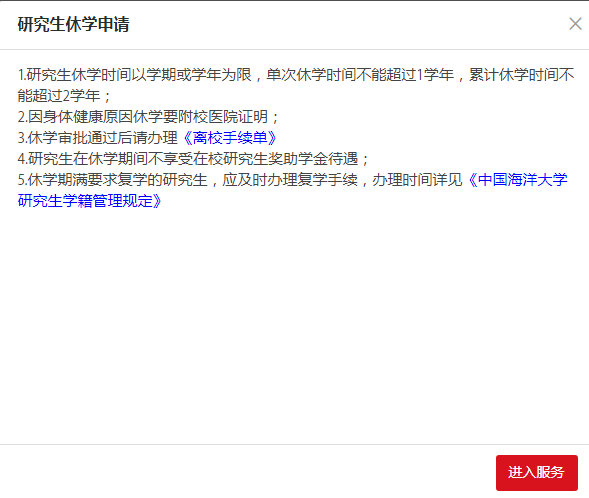 研究生休学申请
1.研究生休学时间以学期或学年为限，单次休学时间不能超过1学年，累计休学时间不
能超过2学年；
2.因身体健康原因休学要附校医院证明；
3.休学审批通过后请办理《离校手续单》
4.研究生在休学期间不享受在校研究生奖助学金待遇；
5.休学期满要求复学的研究生，应及时办理复学手续，办理时间详见《中国海洋大学
研究生学籍管理规定》
进入服务